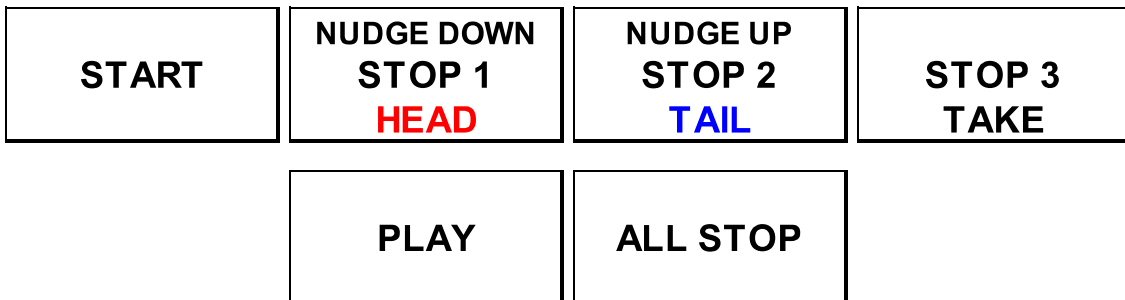 START
NUDGE DOWN
STOP 1
HEAD
NUDGE UP
STOP 2
TAIL
STOP 3
TAKE
PLAY
ALL STOP